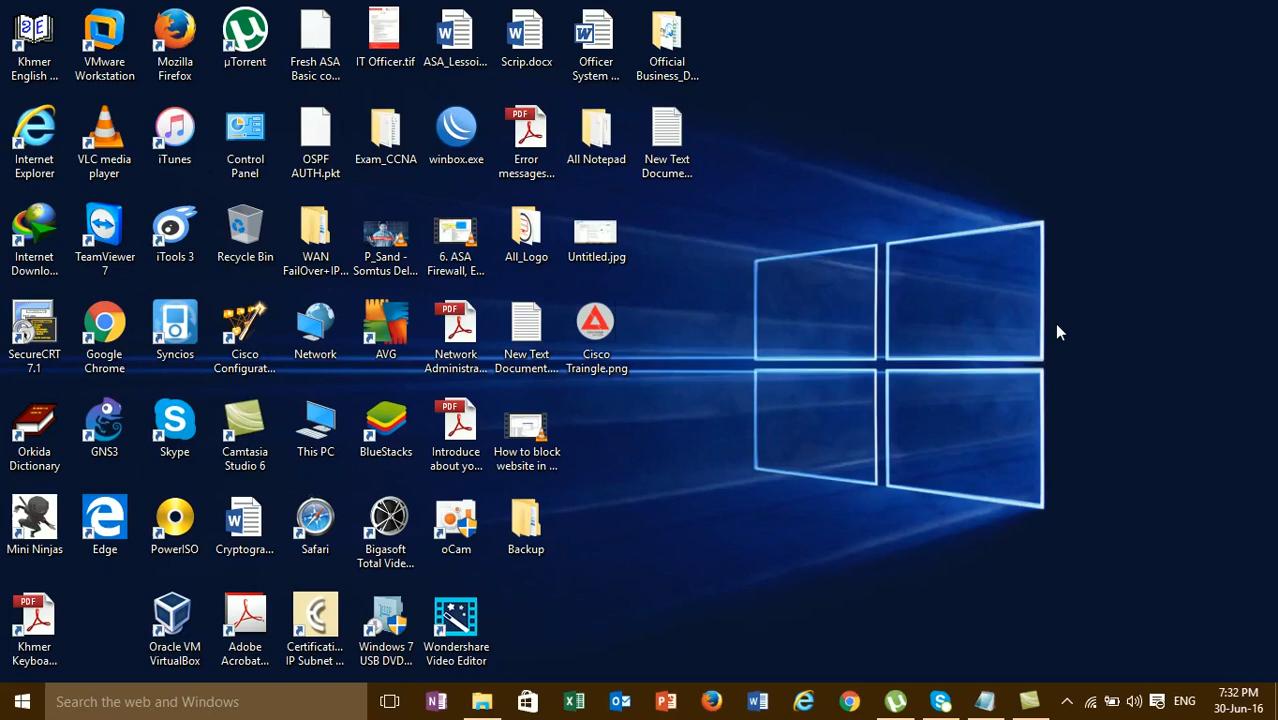 Khmer
English ...
VMware
Workstation
Mozilla
Firefox
µTorrent
Fresh ASA
Basic co...
IT Officer.tif
ASA_Lessoi...
Scrip.docx
Officer
System ...
Official
Business_D...
Internet
Explorer
VLC media
player
iTunes
Control
Panel
OSPF
AUTH.pkt
Exam_CCNA
winbox.exe
PDF
Error
messages...
All Notepad
New Text
Docume...
Internet
Downlo...
TeamViewer
7
iTools 3
Recycle Bin
WAN
FailOver+IP...
P_Sand -
Somtus Del...
6. ASA
Firewall, E...
All_Logo
Untitled.jpg
SecureCRT
7.1
Google
Chrome
Syncios
Cisco
Configurat...
Network
AVG
PDF
Network
Administra...
New Text
Document....
Cisco
Traingle.png
Orkida
Dictionary
GNS3
Skype
Camtasia
Studio 6
This PC
BlueStacks
PDF
Introduce
about yo...
How to block
website in ...
Mini Ninjas
Edge
PowerISO
Cryptogra...
Safari
Bigasoft
Total Vide...
oCam
Backup
PDF
Khmer
Keyboa...
Oracle VM
VirtualBox
Adobe
Acrobat...
Certificati...
IP Subnet ...
Windows 7
USB DVD...
Wondershare
Video Editor
Search the web and Windows
ENG
7:32 PM
30-Jun-16